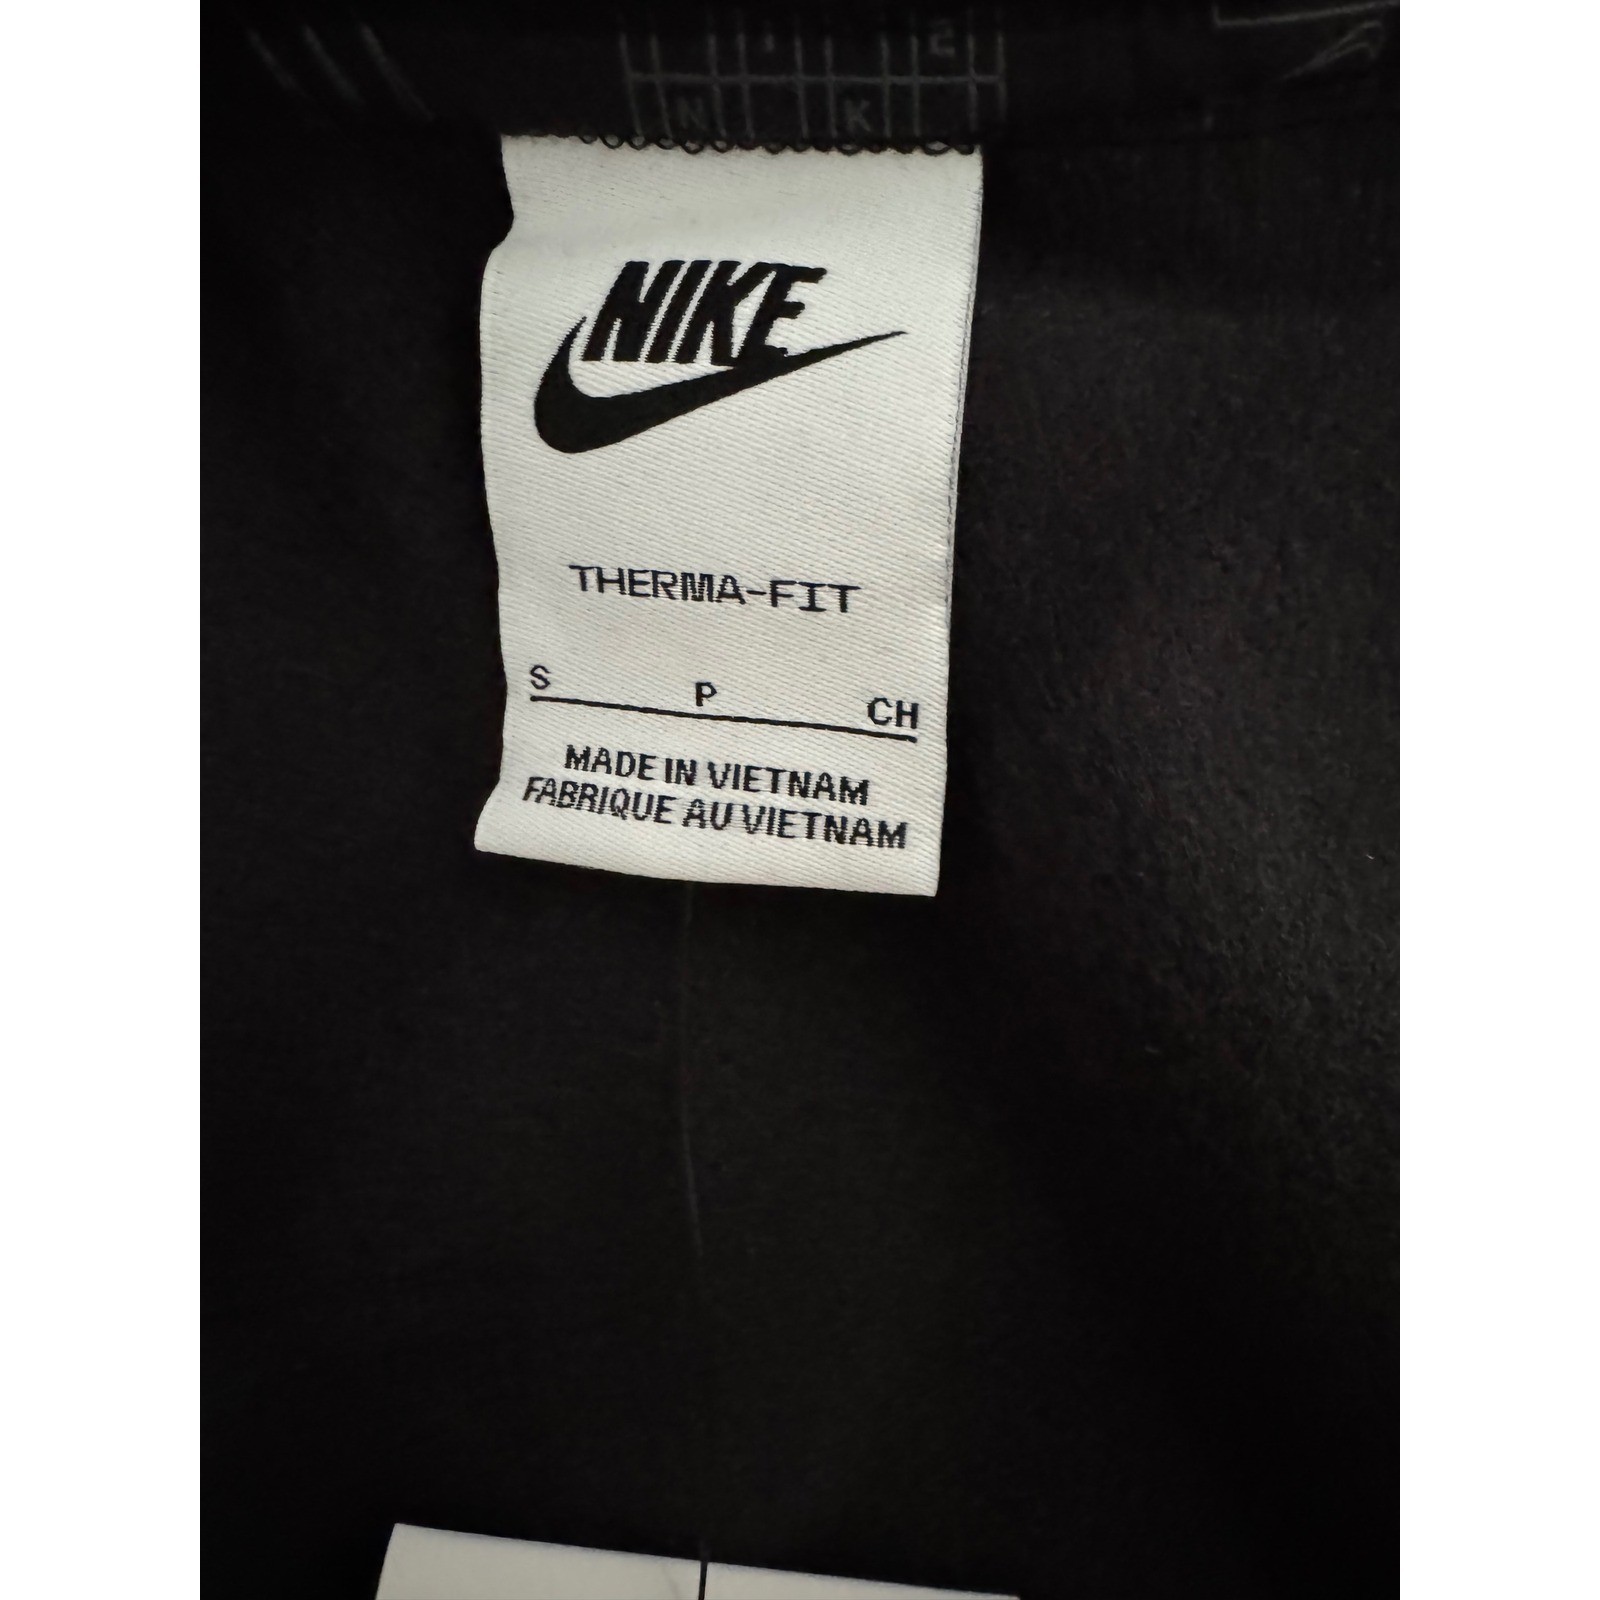 Z
N K
NIKE
THERMA-FIT
S P CH
MADE IN VIETNAM
FABRIQUE AU VIETNAM